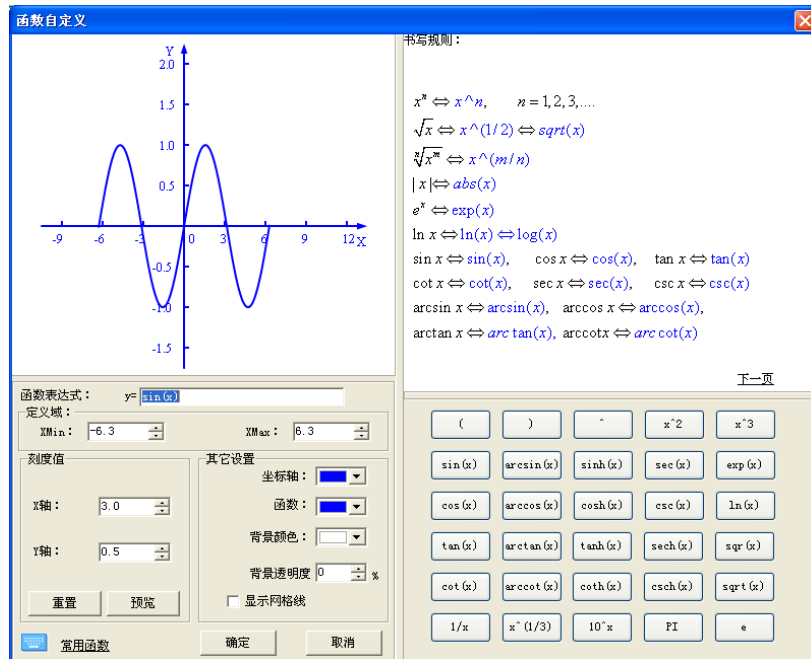 函数自定义
Y
2.0
1.5
1.0
0.5
-9 -6 -3 0 3 6 9 12 X
-0.5
-1.0
-1.5
书写规则：
xⁿ ⇔ x^n, n = 1,2,3,....
√x ⇔ x^(1/2) ⇔ sqrt(x)
ⁿ√xᵐ ⇔ x^(m/n)
|x| ⇔ abs(x)
eˣ ⇔ exp(x)
ln x ⇔ ln(x) ⇔ log(x)
sin x ⇔ sin(x), cos x ⇔ cos(x), tan x ⇔ tan(x)
cot x ⇔ cot(x), sec x ⇔ sec(x), csc x ⇔ csc(x)
arcsin x ⇔ arcsin(x), arccos x ⇔ arccos(x),
arctan x ⇔ arc tan(x), arccotx ⇔ arc cot(x)
下一页
函数表达式： y= sin(x)
定义域：
XMin： -6.3 XMax： 6.3
刻度值
X轴： 3.0
Y轴： 0.5
重置 预览
其它设置
坐标轴：
函数：
背景颜色：
背景透明度 0 %
显示网格线
常用函数 确定 取消
( ) ^ x^2 x^3
sin(x) arcsin(x) sinh(x) sec(x) exp(x)
cos(x) arccos(x) cosh(x) csc(x) ln(x)
tan(x) arctan(x) tanh(x) sech(x) sqr(x)
cot(x) arccot(x) coth(x) csch(x) sqrt(x)
1/x x^(1/3) 10^x PI e